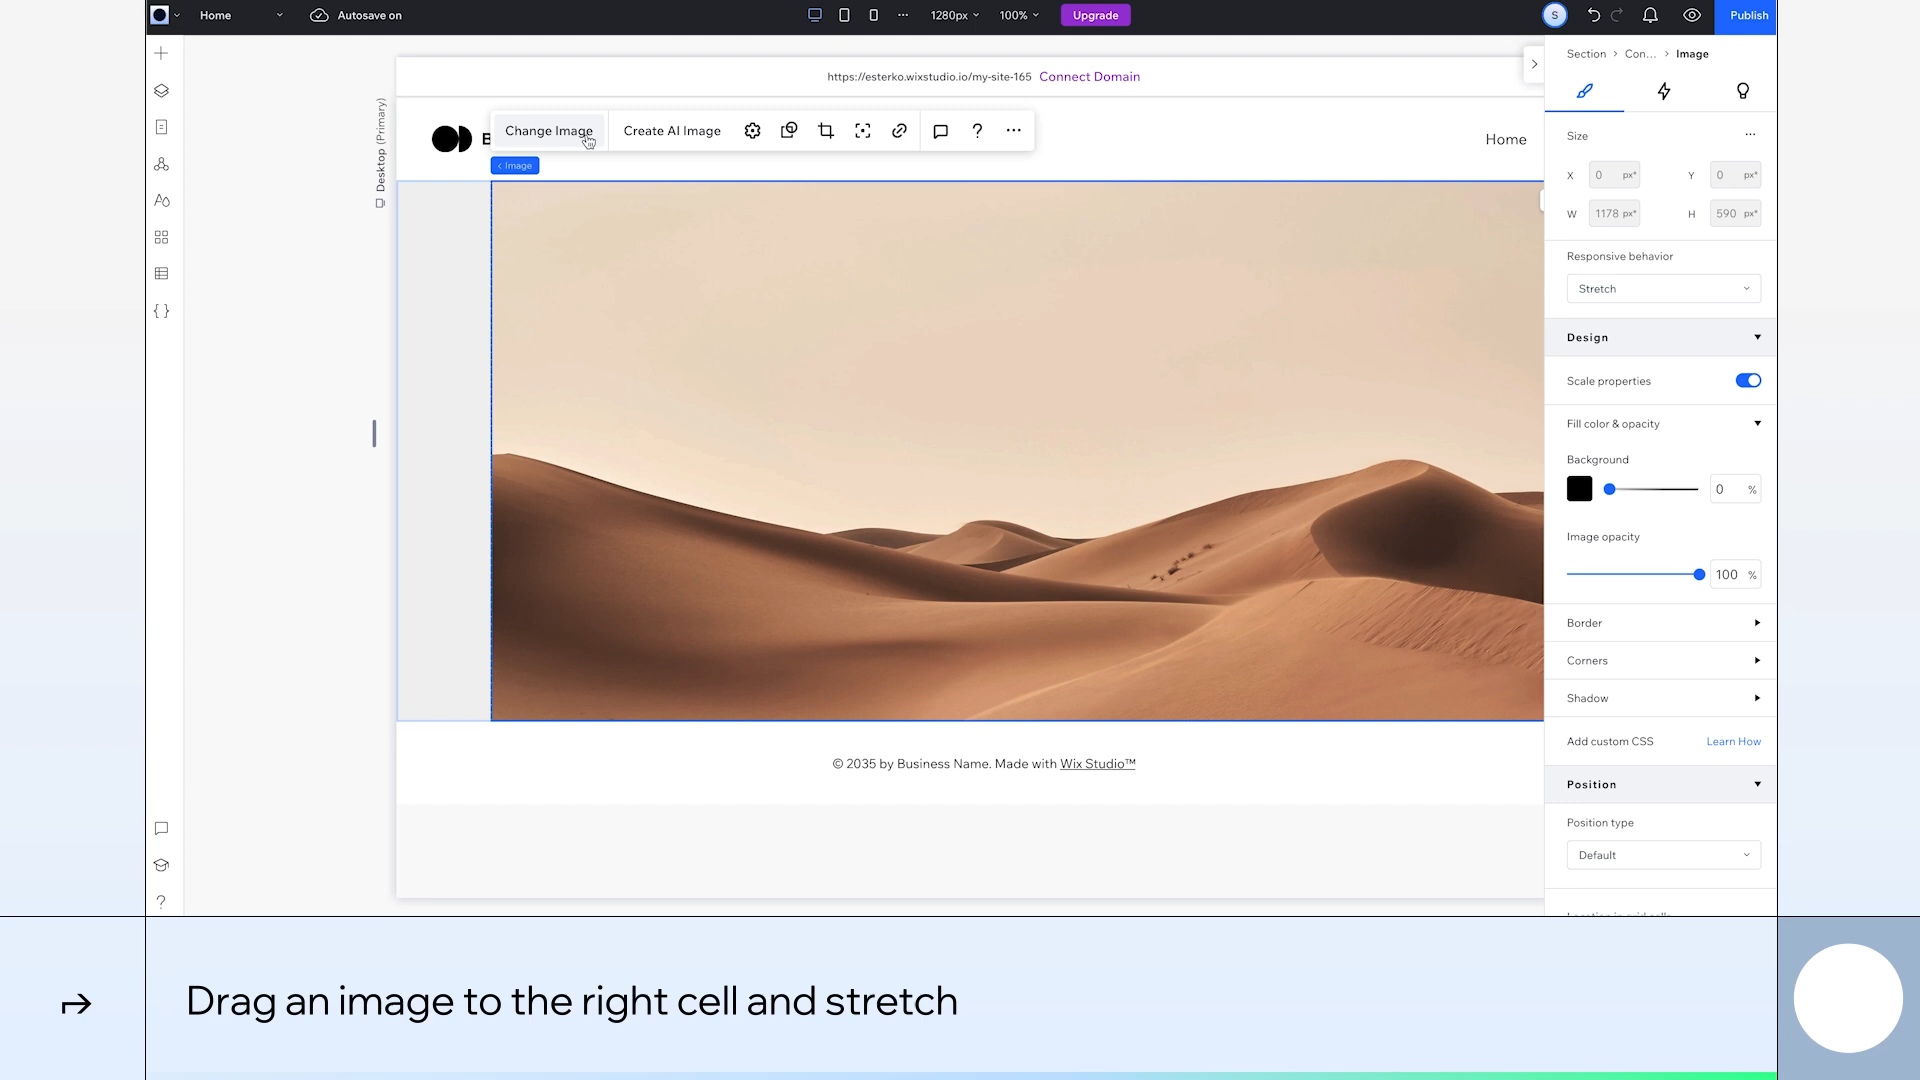 Home
Autosave on
1280px
100%
Upgrade
S
Publish
Section > Con... > Image
https://esterko.wixstudio.io/my-site-165 Connect Domain
Desktop (Primary)
Change Image
Create AI Image
?
B
Home
< Image
Size
X 0 px*
Y 0 px*
W 1178 px*
H 590 px*
Responsive behavior
Stretch
Design
Scale properties
Fill color & opacity
Background
0 %
Image opacity
100 %
Border
Corners
Shadow
Add custom CSS
Learn How
Position
Position type
Default
© 2035 by Business Name. Made with Wix Studio™
{ }
?
Drag an image to the right cell and stretch